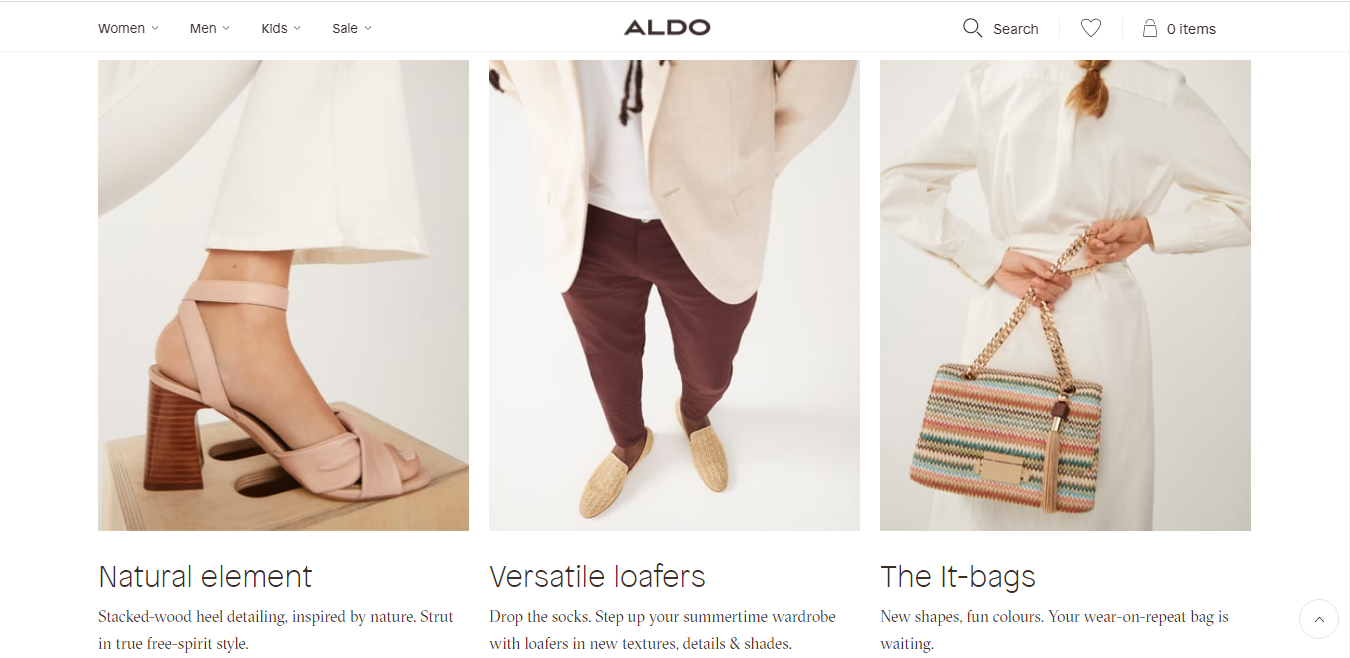 Women Men Kids Sale ALDO Search 0 items
Natural element
Stacked-wood heel detailing, inspired by nature. Strut
in true free-spirit style.
Versatile loafers
Drop the socks. Step up your summertime wardrobe
with loafers in new textures, details & shades.
The It-bags
New shapes, fun colours. Your wear-on-repeat bag is
waiting.